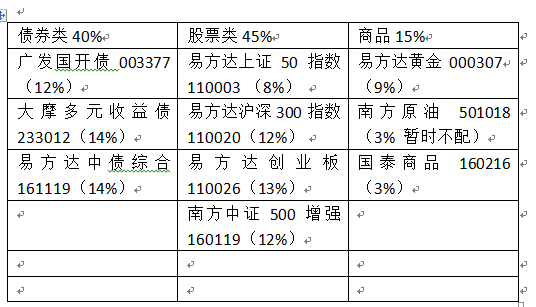 债券类 40%
股票类 45%
商品 15%
广发国开债 003377
（12%）
易方达上证 50 指数
110003 （8%）
易方达黄金 000307
（9%）
大摩多元收益债
233012（14%）
易方达沪深 300 指数
110020（12%）
南方原油 501018
（3% 暂时不配）
易方达中债综合
161119（14%）
易方达创业板
110026（13%）
国泰商品 160216
（3%）
南方中证 500 增强
160119（12%）